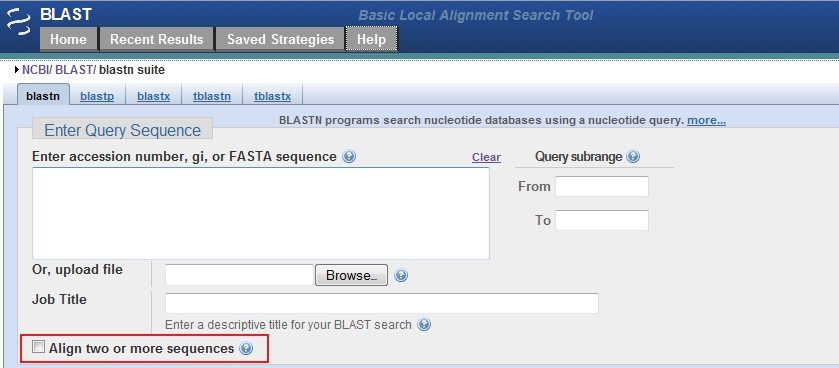 BLAST
Basic Local Alignment Search Tool
Home Recent Results Saved Strategies Help
NCBI/ BLAST/ blastn suite
blastn blastp blastx tblastn tblastx
BLASTN programs search nucleotide databases using a nucleotide query. more...
Enter Query Sequence
Enter accession number, gi, or FASTA sequence ? Clear Query subrange ?
From
To
Or, upload file Browse... ?
Job Title
Enter a descriptive title for your BLAST search ?
Align two or more sequences ?